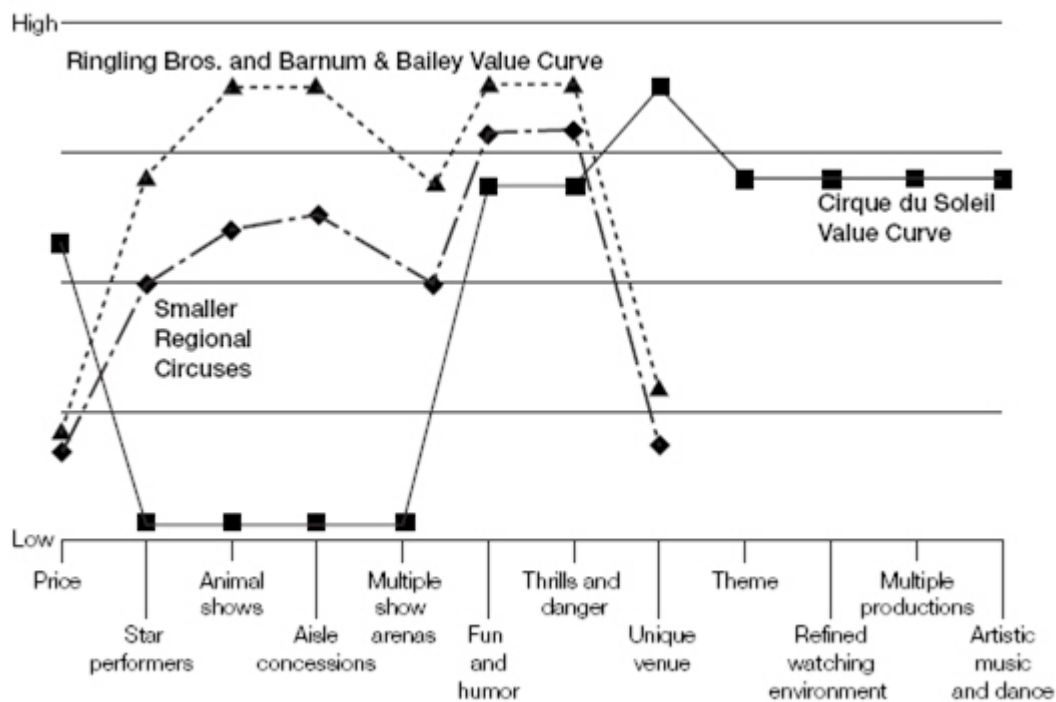 High
Ringling Bros. and Barnum & Bailey Value Curve
Cirque du Soleil
Value Curve
Smaller
Regional
Circuses
Low
Price
Animal
shows
Multiple
show
arenas
Thrills and
danger
Theme
Multiple
productions
Star
performers
Aisle
concessions
Fun
and
humor
Unique
venue
Refined
watching
environment
Artistic
music
and dance